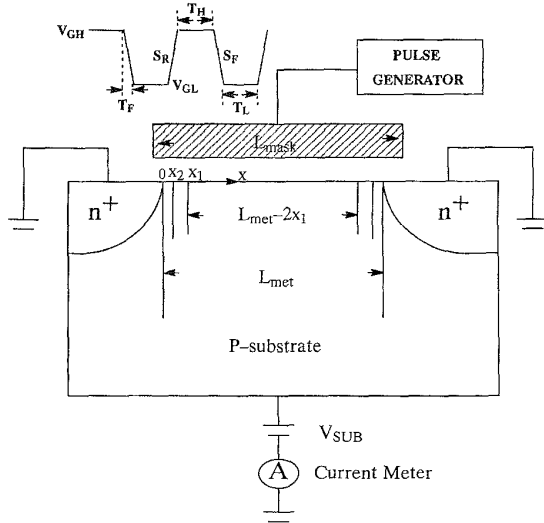 T_H
V_GH
S_R
S_F
V_GL
T_F
T_L
PULSE
GENERATOR
L_mask
0 x_2 x_1 x
n^+
n^+
L_met-2x_1
L_met
P-substrate
V_SUB
A
Current Meter